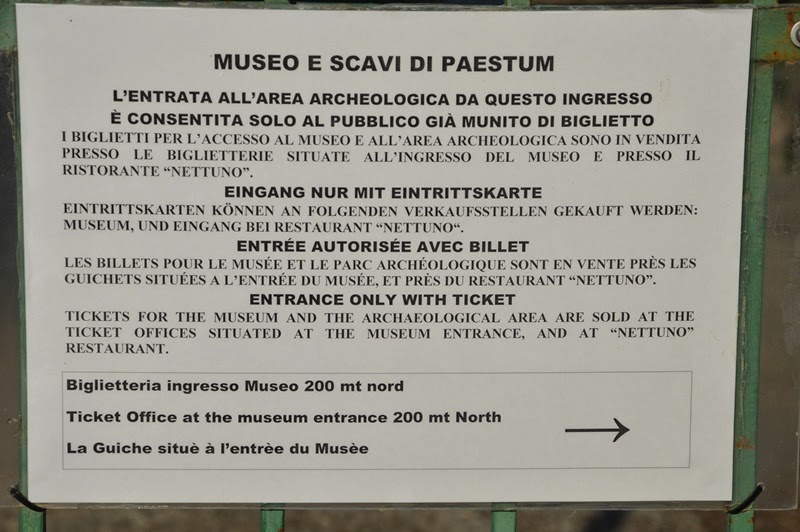 MUSEO E SCAVI DI PAESTUM
L'ENTRATA ALL'AREA ARCHEOLOGICA DA QUESTO INGRESSO
È CONSENTITA SOLO AL PUBBLICO GIÀ MUNITO DI BIGLIETTO
I BIGLIETTI PER L'ACCESSO AL MUSEO E ALL'AREA ARCHEOLOGICA SONO IN VENDITA
PRESSO LE BIGLIETTERIE SITUATE ALL'INGRESSO DEL MUSEO E PRESSO IL
RISTORANTE “NETTUNO”.
EINGANG NUR MIT EINTRITTSKARTE
EINTRITTSKARTEN KÖNNEN AN FOLGENDEN VERKAUFSSTELLEN GEKAUFT WERDEN:
MUSEUM, UND EINGANG BEI RESTAURANT “NETTUNO“.
ENTRÉE AUTORISÉE AVEC BILLET
LES BILLETS POUR LE MUSÉE ET LE PARC ARCHÉOLOGIQUE SONT EN VENTE PRÈS LES
GUICHETS SITUÉES A L'ENTRÉE DU MUSÉE, ET PRÈS DU RESTAURANT “NETTUNO”.
ENTRANCE ONLY WITH TICKET
TICKETS FOR THE MUSEUM AND THE ARCHAEOLOGICAL AREA ARE SOLD AT THE
TICKET OFFICES SITUATED AT THE MUSEUM ENTRANCE, AND AT “NETTUNO”
RESTAURANT.
Biglietteria ingresso Museo 200 mt nord
Ticket Office at the museum entrance 200 mt North
La Guiche situè à l'entrèe du Musèe